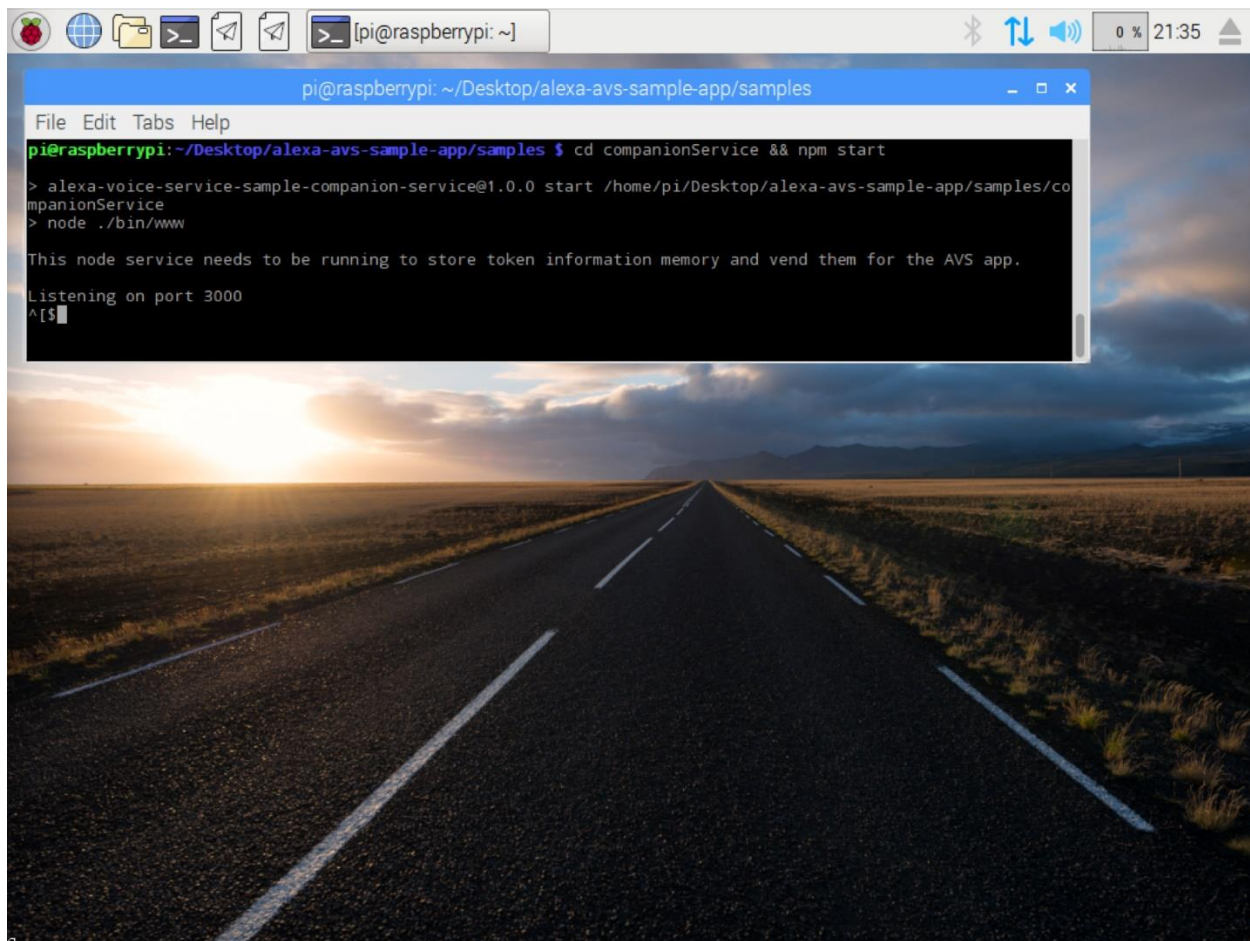 [pi@raspberrypi: ~]
0 % 21:35
pi@raspberrypi: ~/Desktop/alexa-avs-sample-app/samples
File Edit Tabs Help
pi@raspberrypi:~/Desktop/alexa-avs-sample-app/samples $ cd companionService && npm start
> alexa-voice-service-sample-companion-service@1.0.0 start /home/pi/Desktop/alexa-avs-sample-app/samples/co
mpanionService
> node ./bin/www
This node service needs to be running to store token information memory and vend them for the AVS app.
Listening on port 3000
^[$